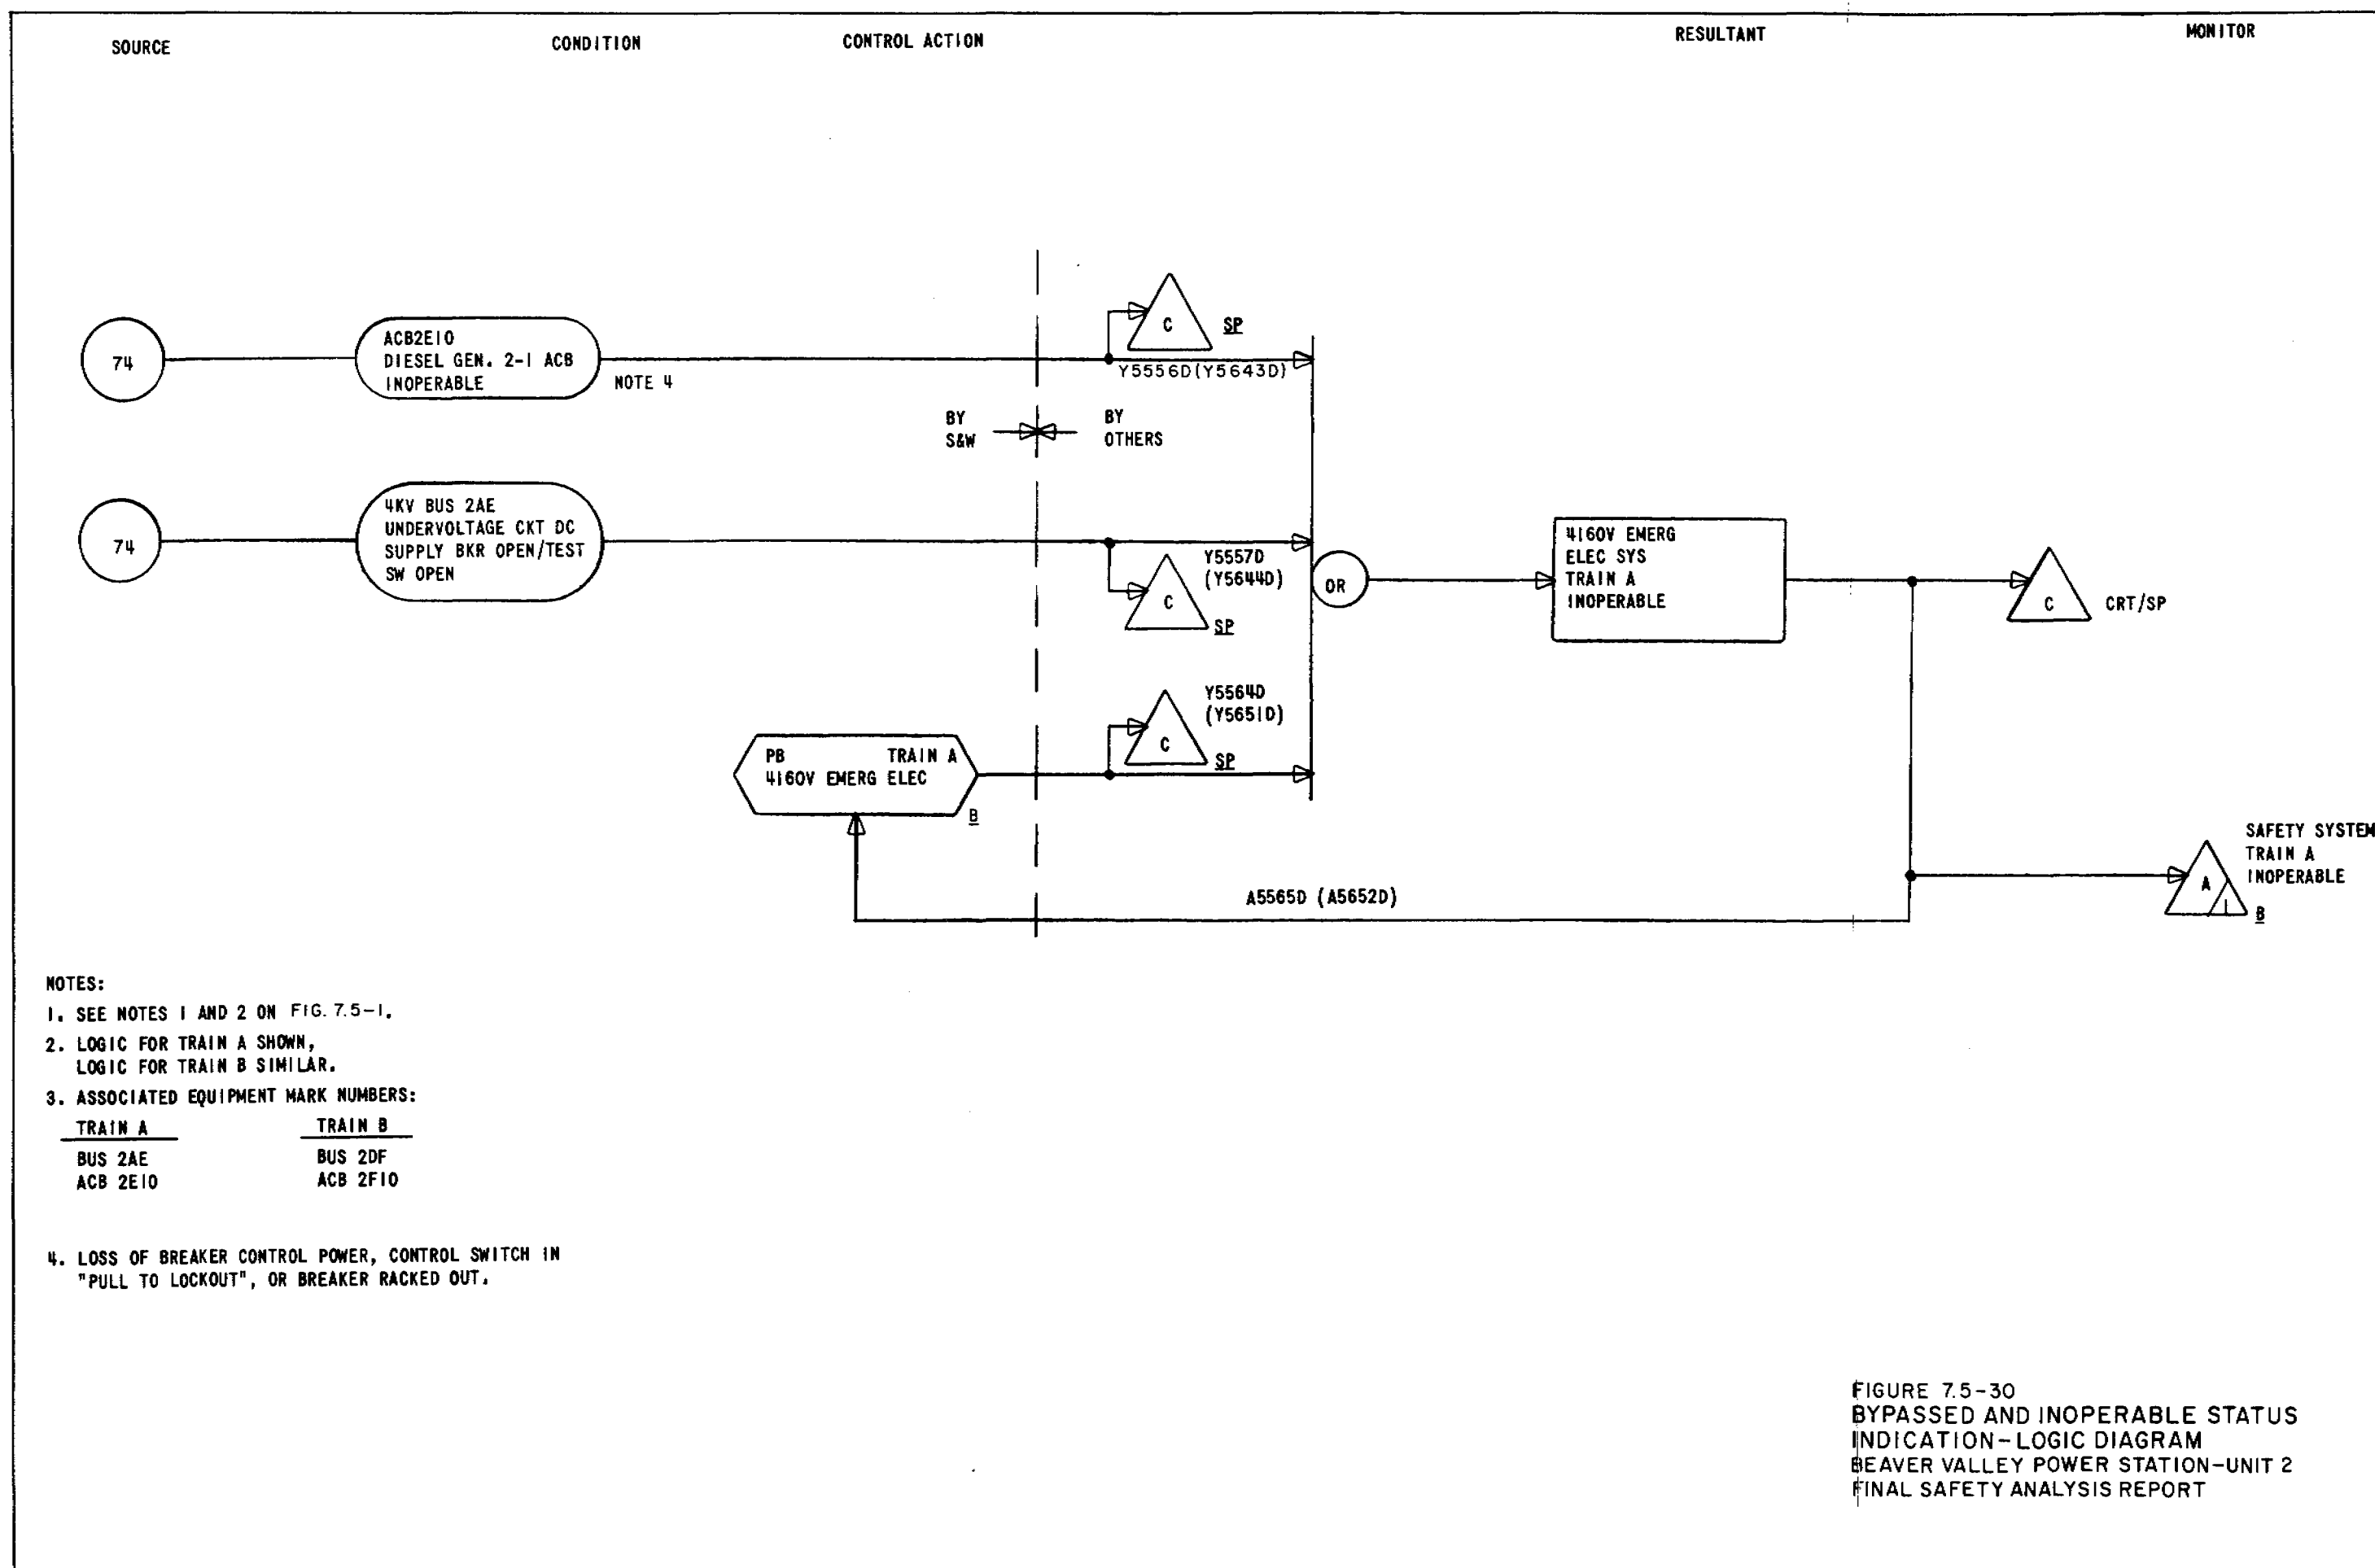 SOURCE
CONDITION
CONTROL ACTION
RESULTANT
MONITOR
74
ACB2E10
DIESEL GEN. 2-1 ACB
INOPERABLE
NOTE 4
C
SP
Y5556D(Y5643D)
BY
S&W
BY
OTHERS
74
4KV BUS 2AE
UNDERVOLTAGE CKT DC
SUPPLY BKR OPEN/TEST
SW OPEN
Y5557D
(Y5644D)
C
SP
OR
4160V EMERG
ELEC SYS
TRAIN A
INOPERABLE
C
CRT/SP
Y5564D
(Y5651D)
C
SP
PB TRAIN A
4160V EMERG ELEC
B
A5565D (A5652D)
SAFETY SYSTEM
TRAIN A
INOPERABLE
A
1
B
NOTES:
1. SEE NOTES 1 AND 2 ON FIG. 7.5-1.
2. LOGIC FOR TRAIN A SHOWN,
LOGIC FOR TRAIN B SIMILAR.
3. ASSOCIATED EQUIPMENT MARK NUMBERS:
TRAIN A TRAIN B
BUS 2AE BUS 2DF
ACB 2E10 ACB 2F10
4. LOSS OF BREAKER CONTROL POWER, CONTROL SWITCH IN
"PULL TO LOCKOUT", OR BREAKER RACKED OUT.
FIGURE 7.5-30
BYPASSED AND INOPERABLE STATUS
INDICATION-LOGIC DIAGRAM
BEAVER VALLEY POWER STATION-UNIT 2
FINAL SAFETY ANALYSIS REPORT